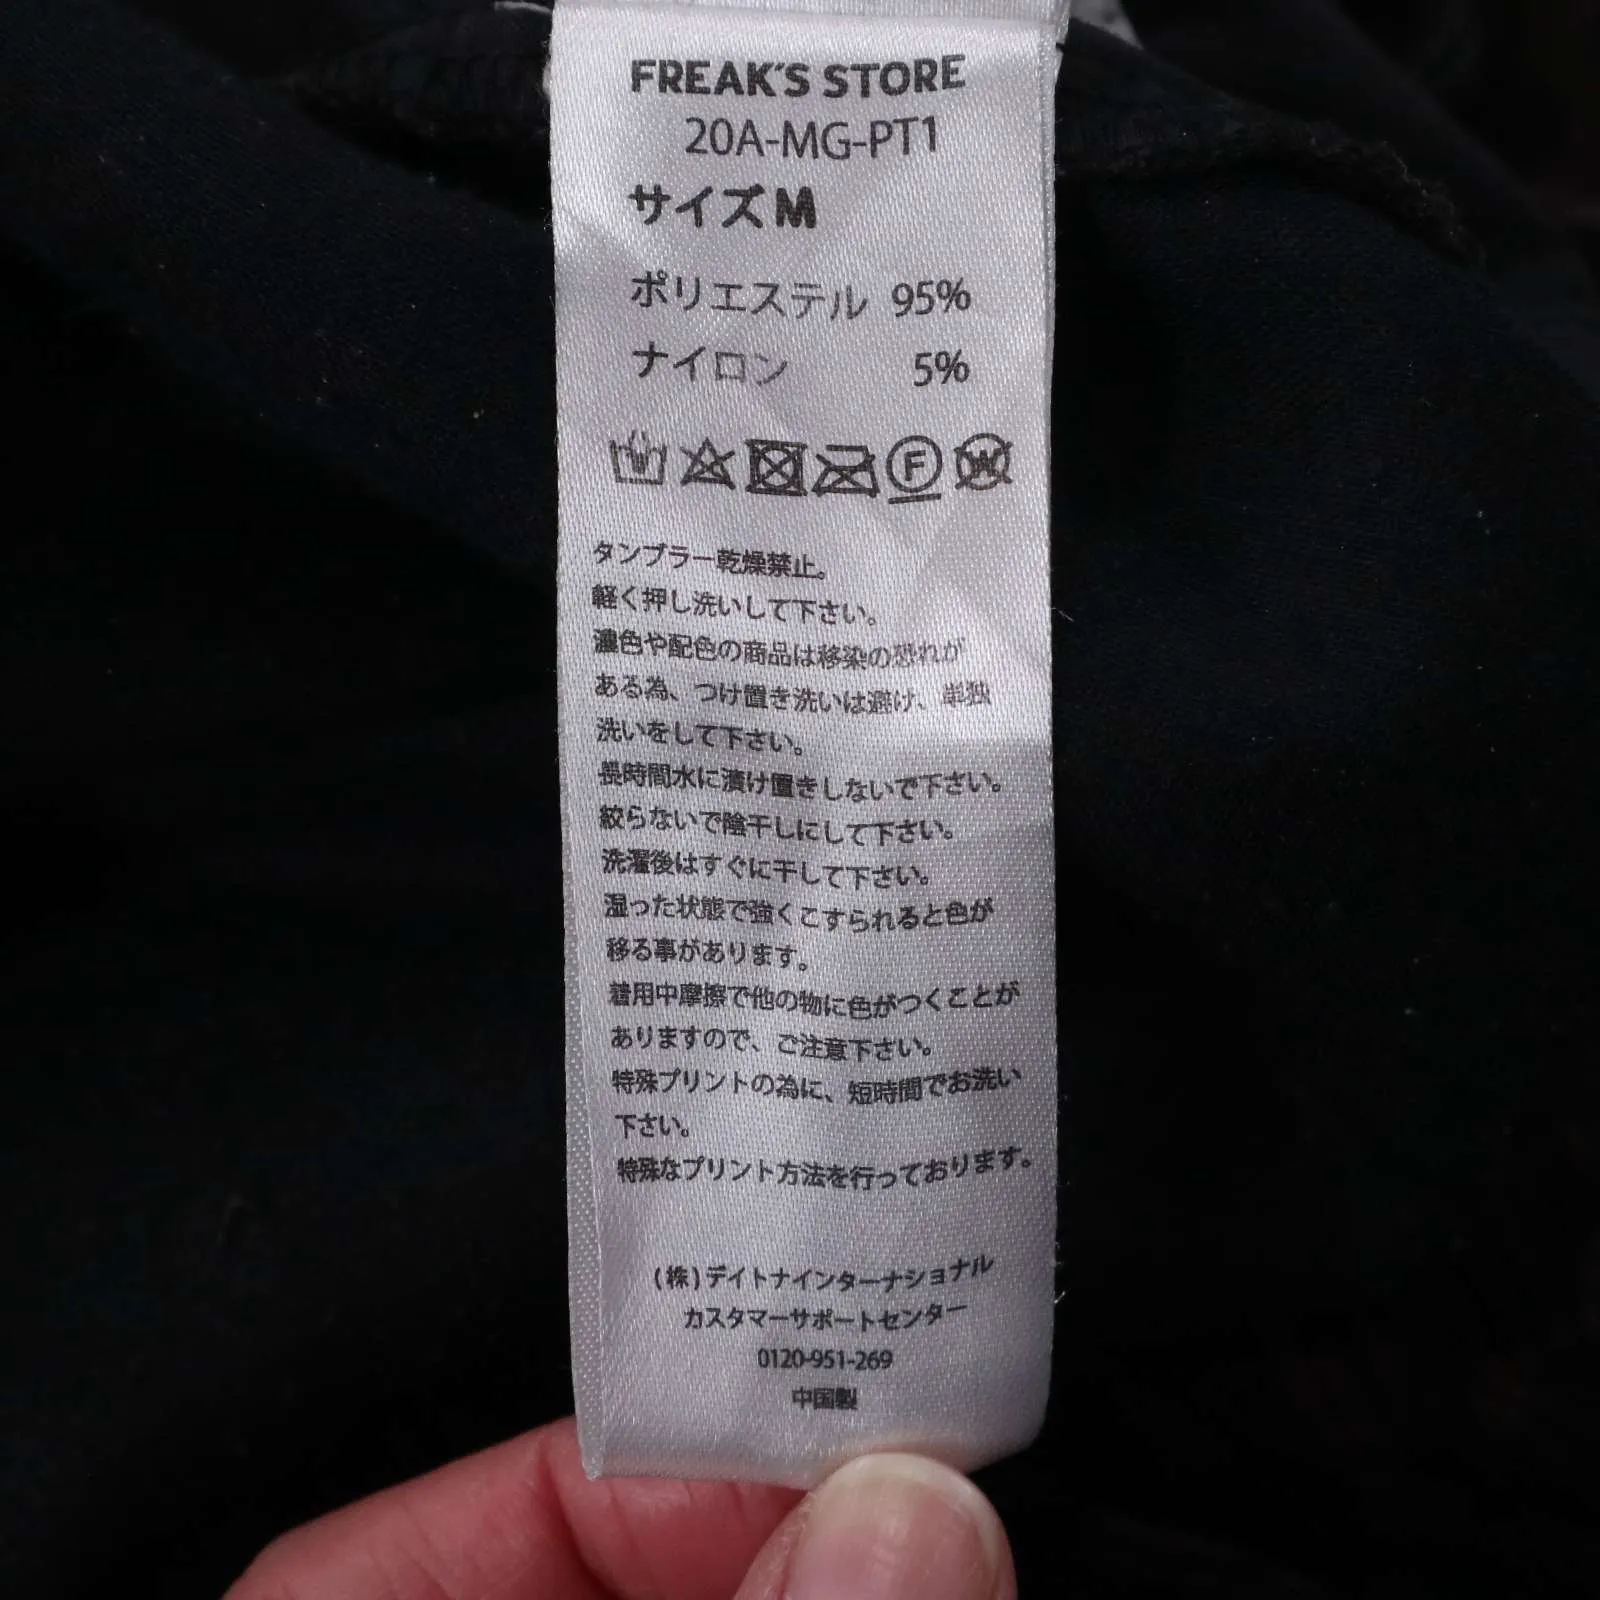 FREAK'S STORE
20A-MG-PT1
サイズM
ポリエステル 95%
ナイロン 5%
F W
タンブラー乾燥禁止。
軽く押し洗いして下さい。
濃色や配色の商品は移染の恐れが
ある為、つけ置き洗いは避け、単独
洗いをして下さい。
長時間水に漬け置きしないで下さい。
絞らないで陰干しにして下さい。
洗濯後はすぐに干して下さい。
湿った状態で強くこすられると色が
移る事があります。
着用中摩擦で他の物に色がつくことが
ありますので、ご注意下さい。
特殊プリントの為に、短時間でお洗い
下さい。
特殊なプリント方法を行っております。
(株)デイトナインターナショナル
カスタマーサポートセンター
0120-951-269
中国製